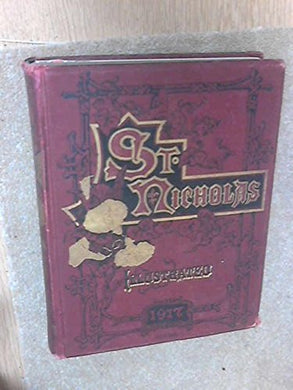 St.
Nicholas
Illustrated
1917